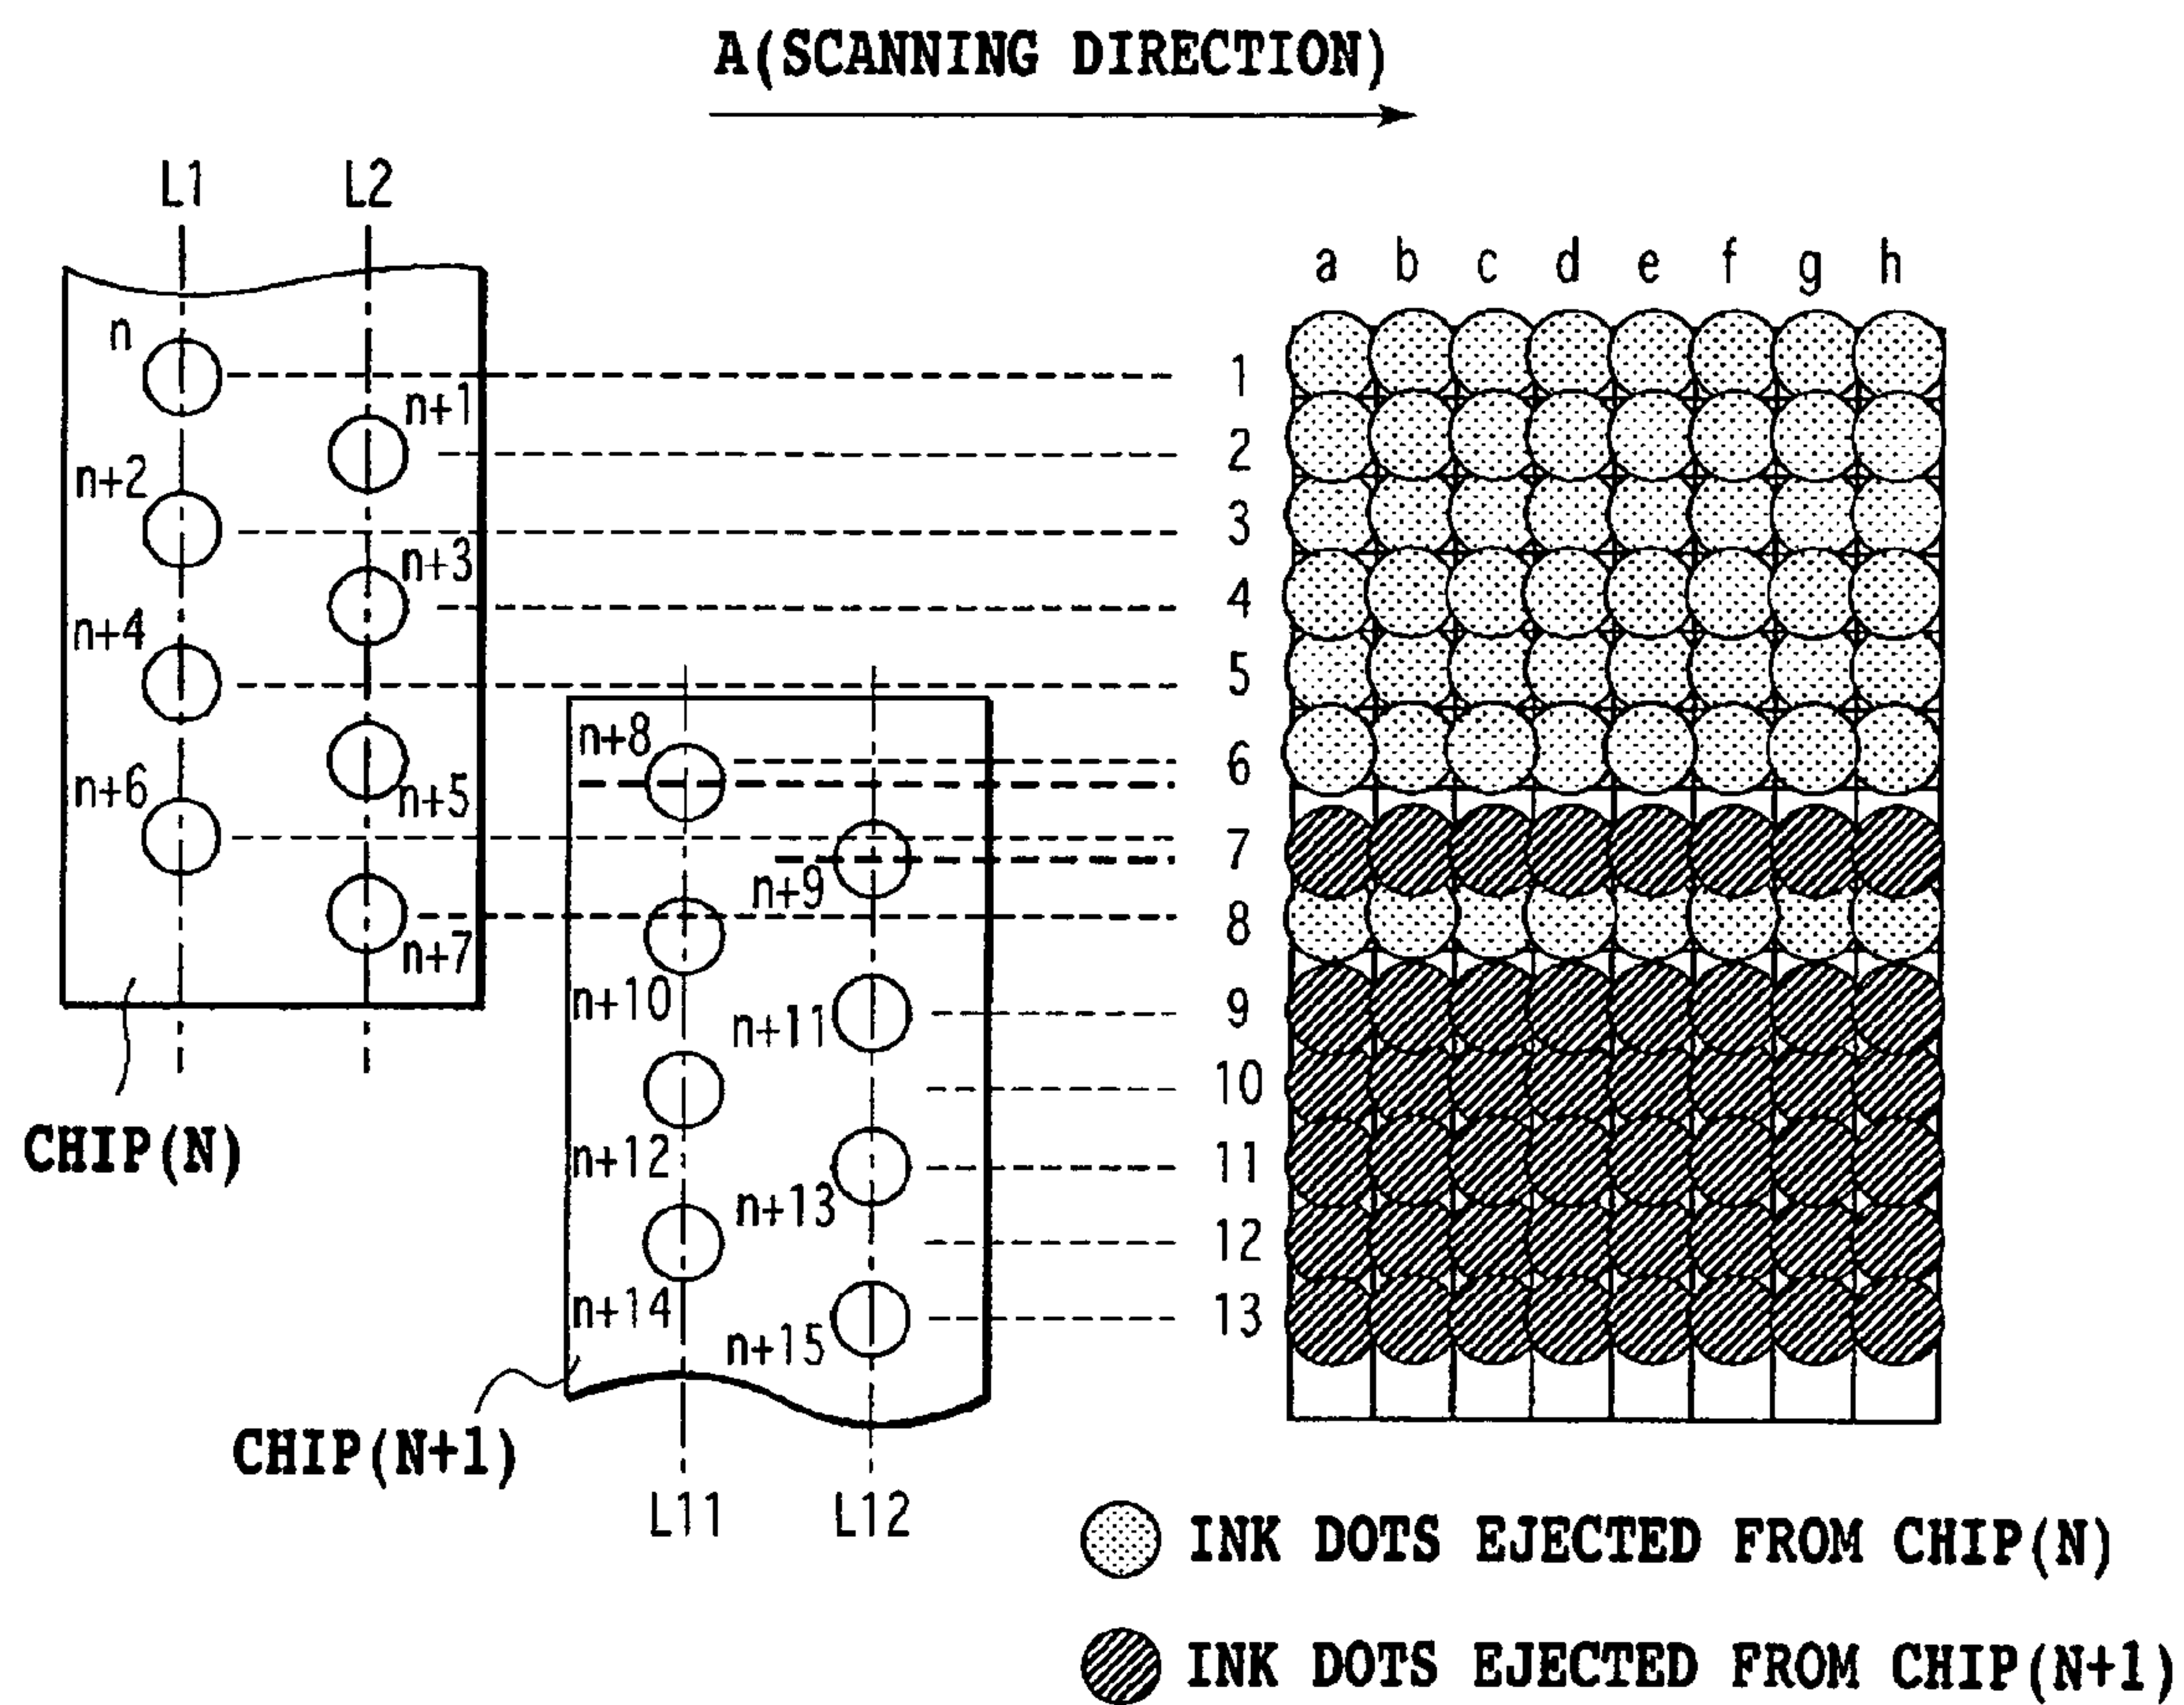 A(SCANNING DIRECTION)
L1 L2
a b c d e f g h
n
1
n+1
2
n+2
3
n+3
4
n+4
5
n+8
6
n+6
n+5
7
n+9
8
n+7
n+10
9
n+11
10
CHIP(N)
n+12
11
n+13
12
n+14
13
n+15
CHIP(N+1)
L11 L12
INK DOTS EJECTED FROM CHIP(N)
INK DOTS EJECTED FROM CHIP(N+1)